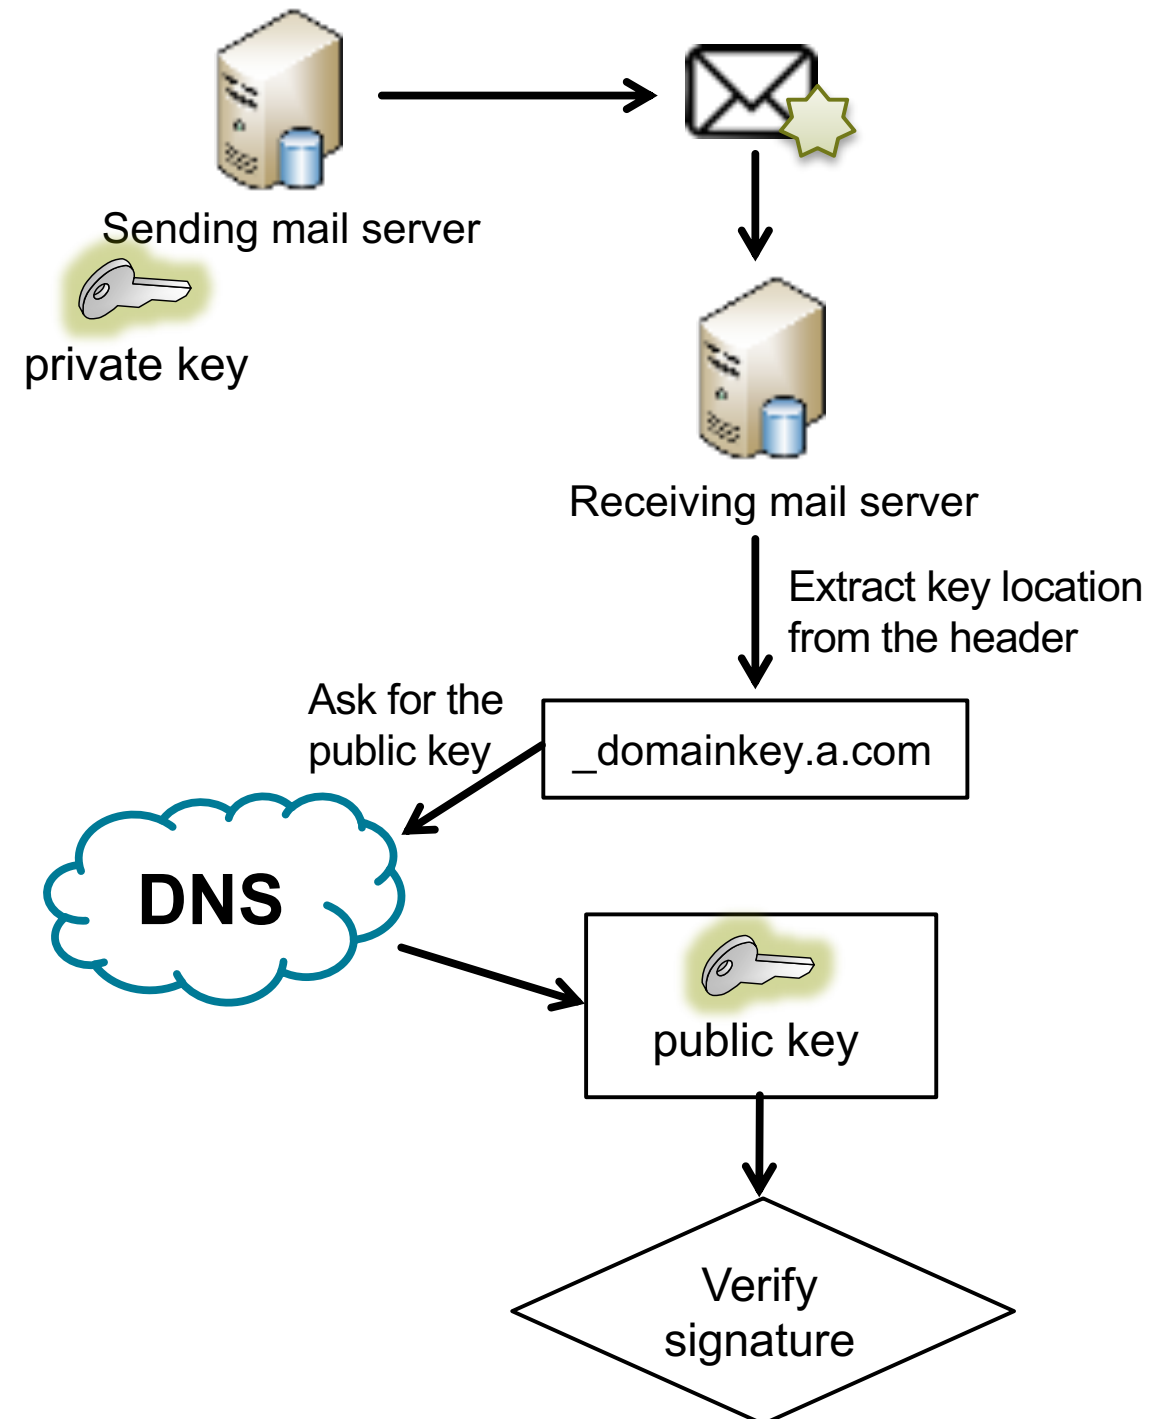 Sending mail server
private key
Receiving mail server
Extract key location
from the header
Ask for the
public key
_domainkey.a.com
DNS
public key
Verify
signature